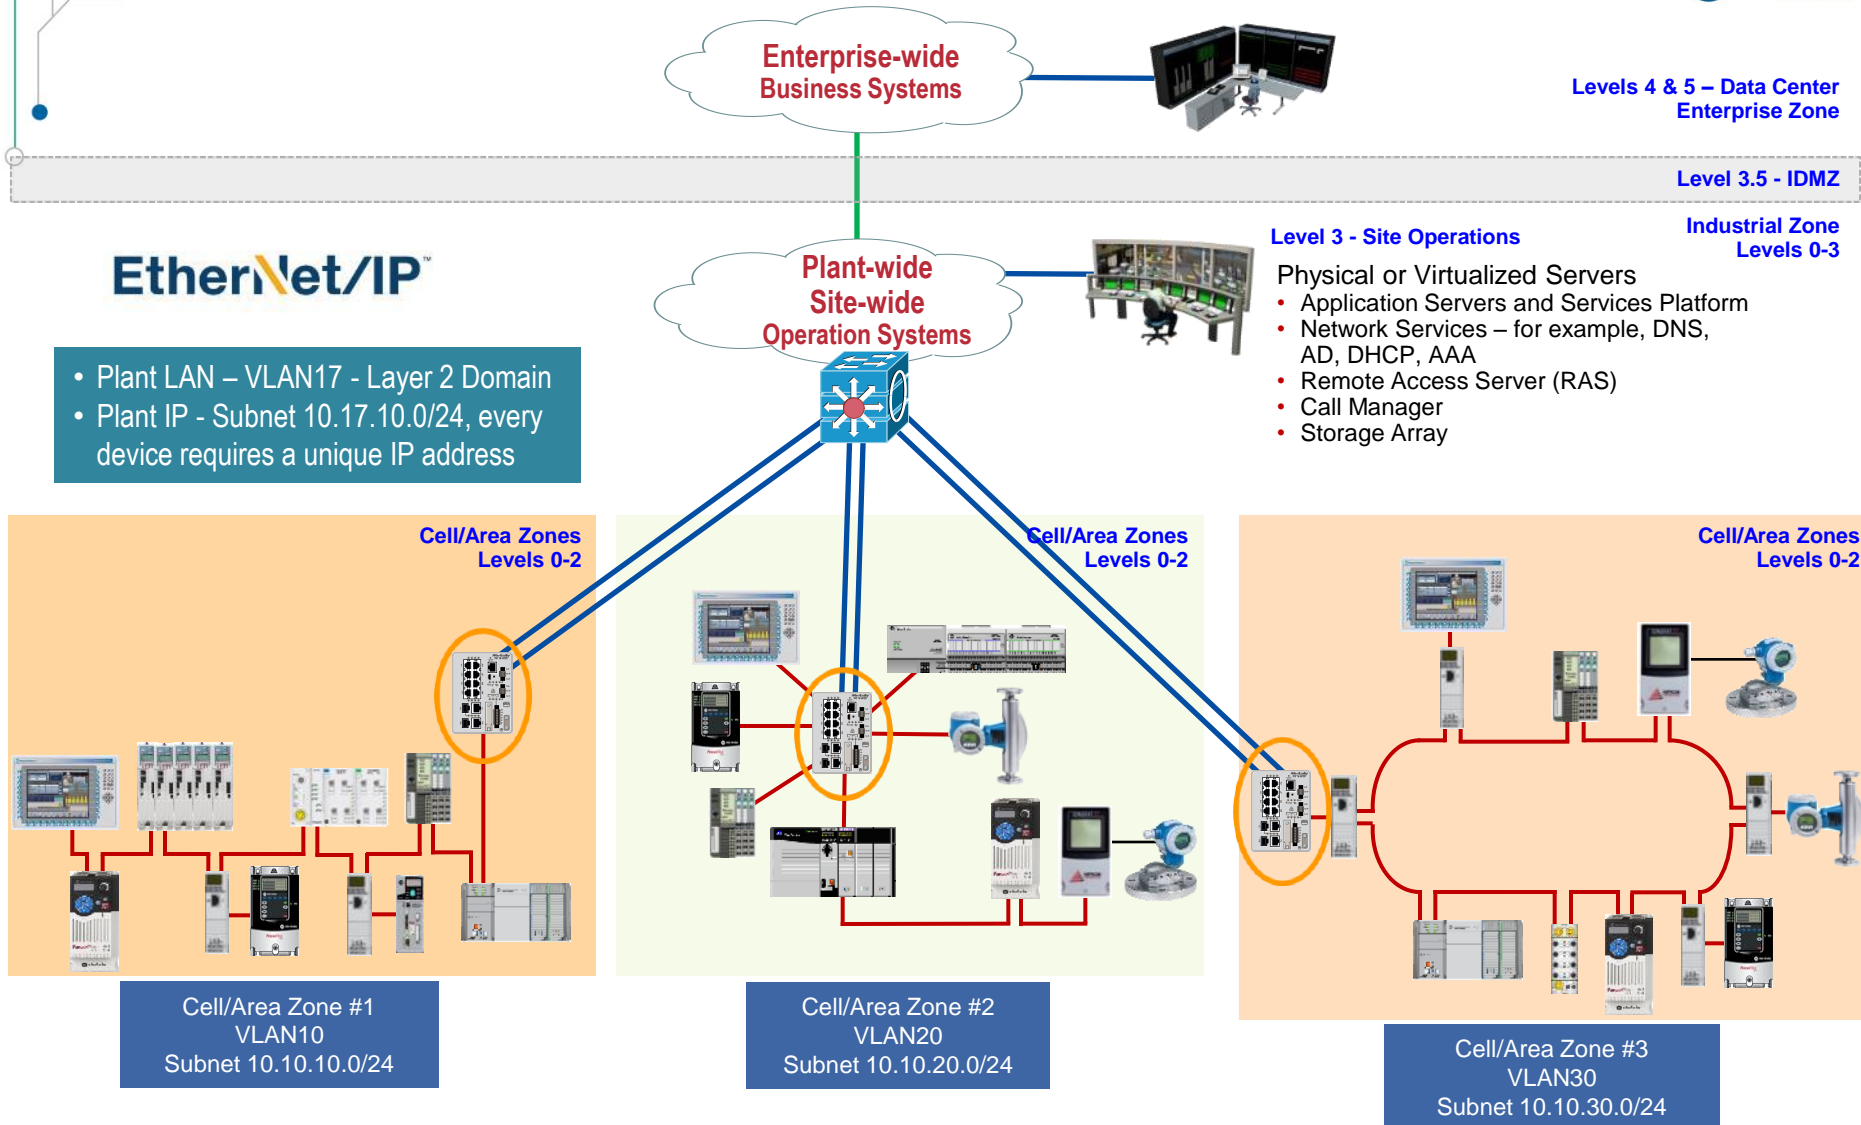 Enterprise-wide
Business Systems
Levels 4 & 5 – Data Center
Enterprise Zone
Level 3.5 - IDMZ
Industrial Zone
Levels 0-3
EtherNet/IP™
Plant-wide
Site-wide
Operation Systems
Level 3 - Site Operations
Physical or Virtualized Servers
• Application Servers and Services Platform
• Network Services – for example, DNS,
AD, DHCP, AAA
• Remote Access Server (RAS)
• Call Manager
• Storage Array
• Plant LAN – VLAN17 - Layer 2 Domain
• Plant IP - Subnet 10.17.10.0/24, every
device requires a unique IP address
Cell/Area Zones
Levels 0-2
Cell/Area Zones
Levels 0-2
Cell/Area Zones
Levels 0-2
Cell/Area Zone #1
VLAN10
Subnet 10.10.10.0/24
Cell/Area Zone #2
VLAN20
Subnet 10.10.20.0/24
Cell/Area Zone #3
VLAN30
Subnet 10.10.30.0/24